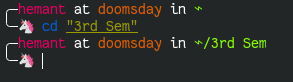 ╭─hemant at doomsday in ~
╰─🦄 cd "3rd Sem"
╭─hemant at doomsday in ~/3rd Sem
╰─🦄